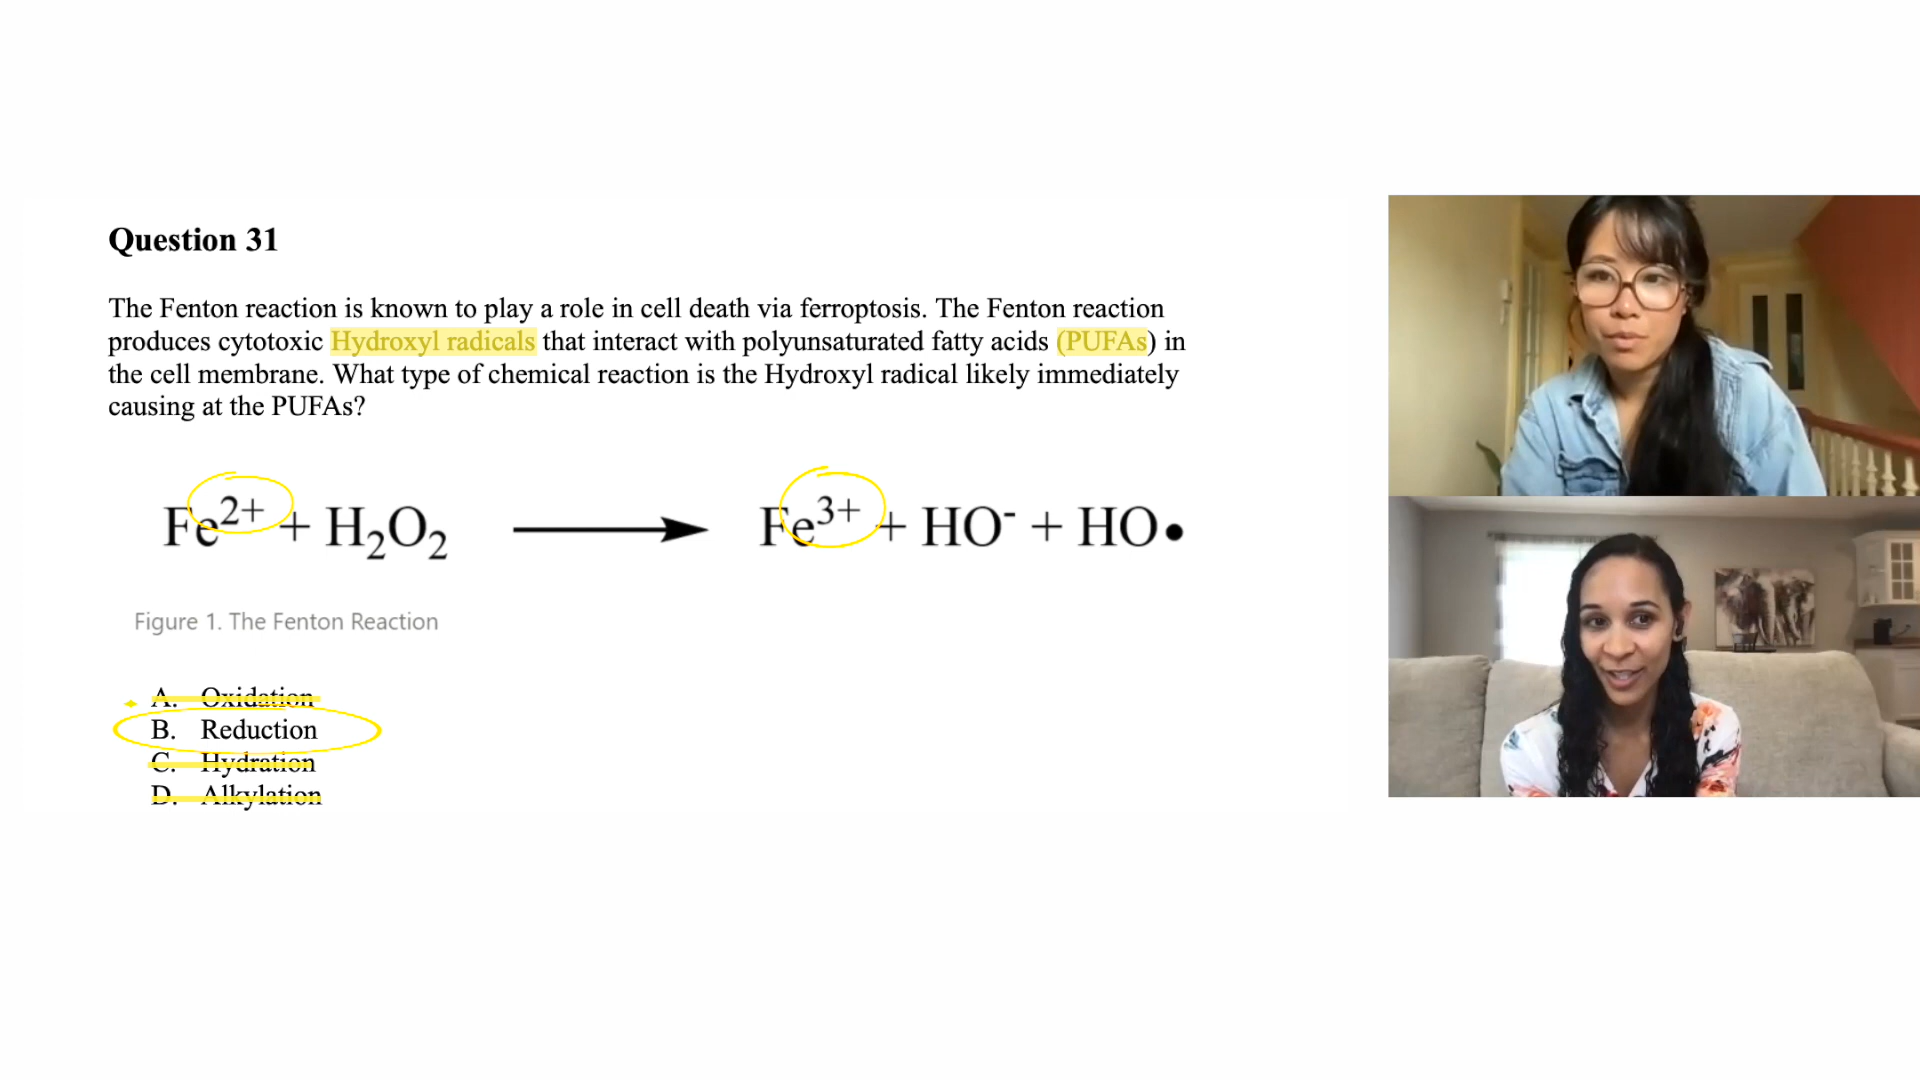 Question 31
The Fenton reaction is known to play a role in cell death via ferroptosis. The Fenton reaction
produces cytotoxic Hydroxyl radicals that interact with polyunsaturated fatty acids (PUFAs) in
the cell membrane. What type of chemical reaction is the Hydroxyl radical likely immediately
causing at the PUFAs?
Fe²⁺ + H₂O₂ ⟶ Fe³⁺ + HO⁻ + HO•
Figure 1. The Fenton Reaction
A. Oxidation
B. Reduction
C. Hydration
D. Alkylation